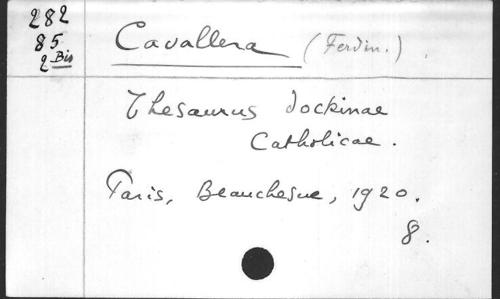 282
85
2 Bis
Cavallera (Ferdin.)
Thesaurus doctrinae
Catholicae.
Paris, Beauchesne, 1920.
8.